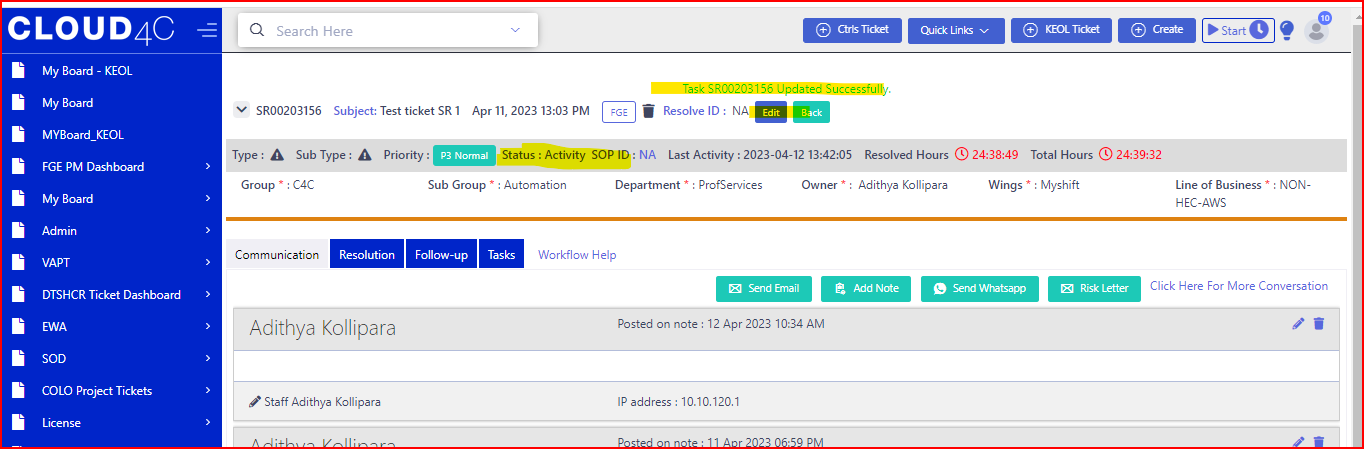 CLOUD4C
Search Here
Ctrls Ticket
Quick Links
KEOL Ticket
Create
Start
10
My Board - KEOL
My Board
MYBoard_KEOL
FGE PM Dashboard
My Board
Admin
VAPT
DTSHCR Ticket Dashboard
EWA
SOD
COLO Project Tickets
License
Task SR00203156 Updated Successfully.
SR00203156 Subject: Test ticket SR 1 Apr 11, 2023 13:03 PM FGE Resolve ID : NA Edit Back
Type : Sub Type : Priority : P3 Normal Status : Activity SOP ID : NA Last Activity : 2023-04-12 13:42:05 Resolved Hours 24:38:49 Total Hours 24:39:32
Group * : C4C Sub Group * : Automation Department * : ProfServices Owner * : Adithya Kollipara Wings * : Myshift Line of Business * : NON-
HEC-AWS
Communication Resolution Follow-up Tasks Workflow Help
Send Email Add Note Send Whatsapp Risk Letter Click Here For More Conversation
Adithya Kollipara Posted on note : 12 Apr 2023 10:34 AM
Staff Adithya Kollipara IP address : 10.10.120.1
Adithya Kollipara Posted on note : 11 Apr 2023 06:59 PM